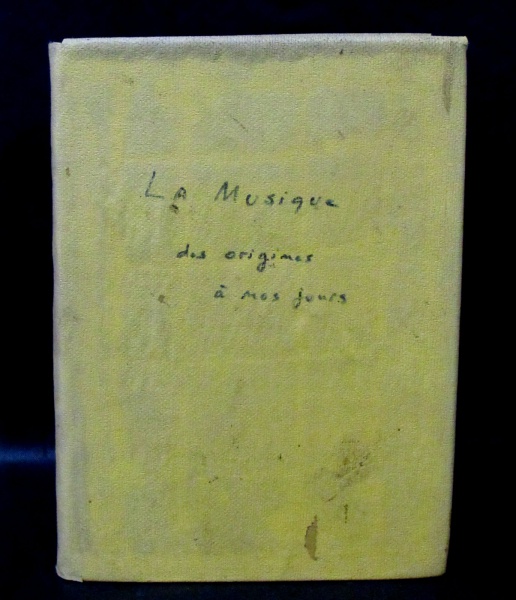 La Musique
des origines
à nos jours